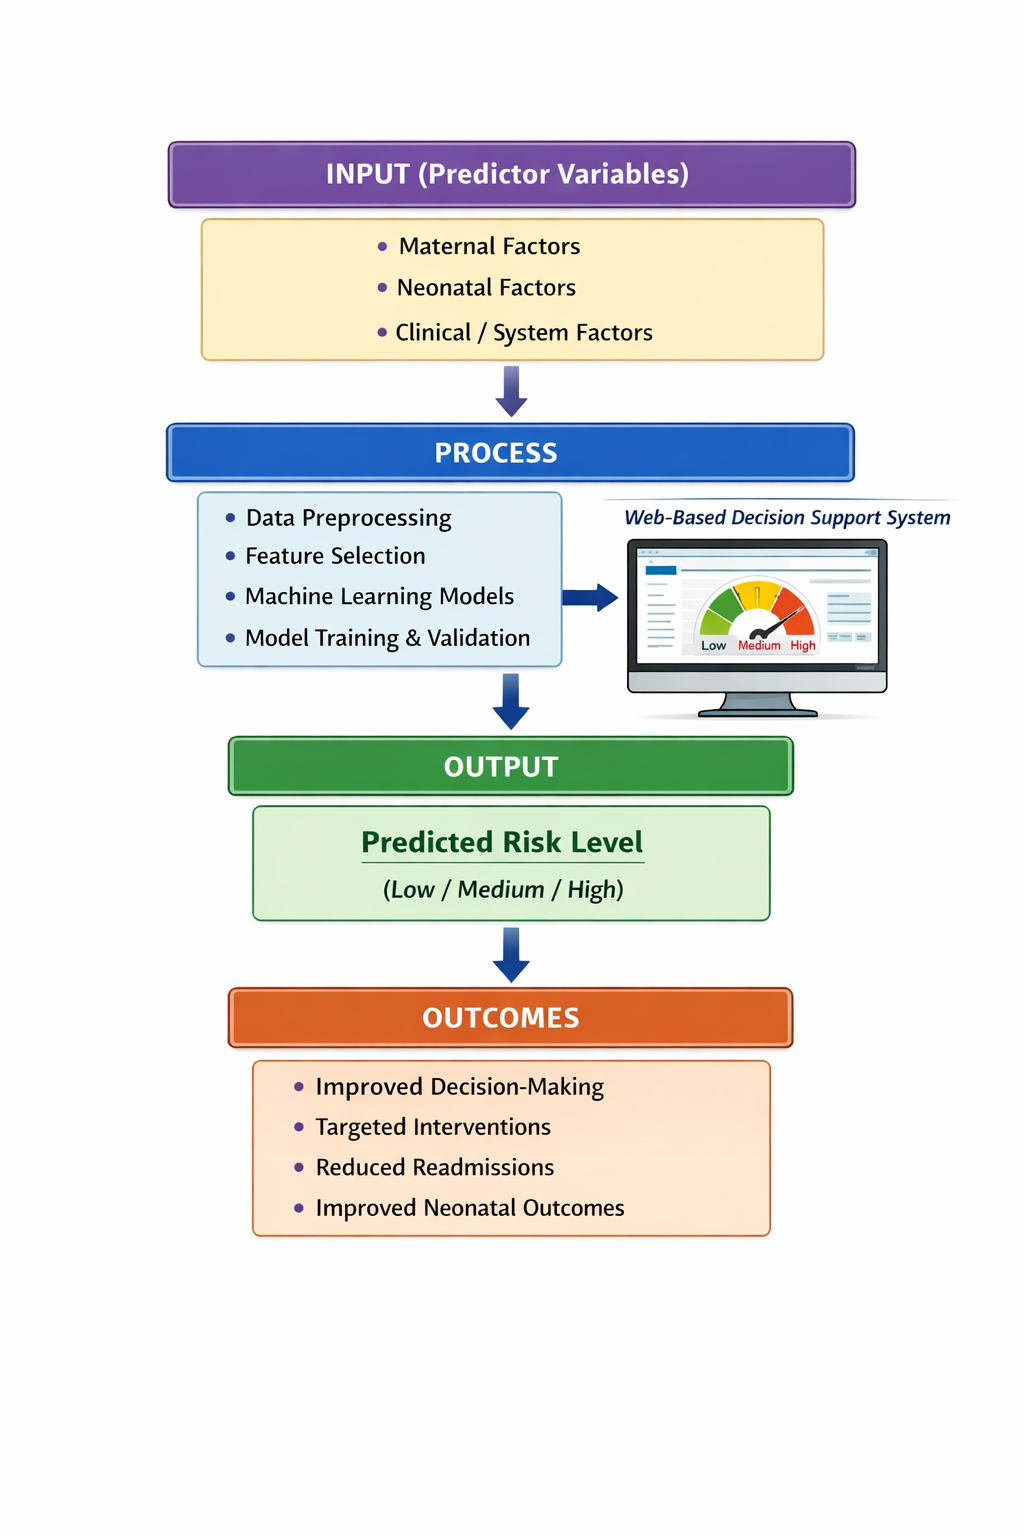 INPUT (Predictor Variables)
• Maternal Factors
• Neonatal Factors
• Clinical / System Factors
PROCESS
• Data Preprocessing
• Feature Selection
• Machine Learning Models
• Model Training & Validation
Web-Based Decision Support System
Low Medium High
OUTPUT
Predicted Risk Level
(Low / Medium / High)
OUTCOMES
• Improved Decision-Making
• Targeted Interventions
• Reduced Readmissions
• Improved Neonatal Outcomes